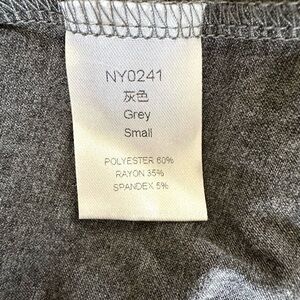 NY0241
灰色
Grey
Small
POLYESTER 60%
RAYON 35%
SPANDEX 5%